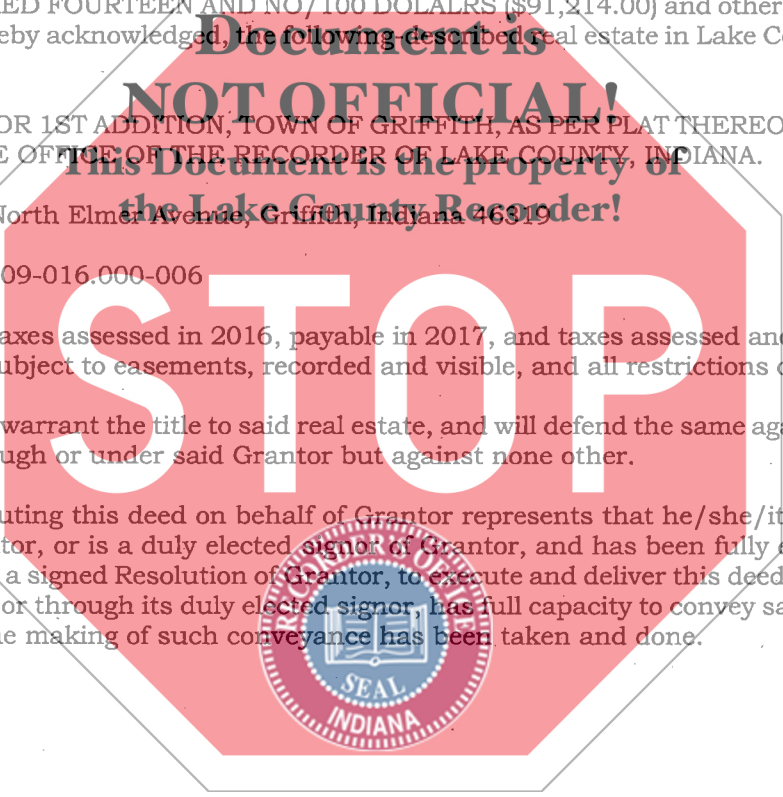 ED FOURTEEN AND NO/100 DOLALRS ($91,214.00) and other
eby acknowledged, the following-described real estate in Lake Co
Document is
NOT OFFICIAL!
OR 1ST ADDITION, TOWN OF GRIFFITH, AS PER PLAT THEREO
E OFFICE OF THE RECORDER OF LAKE COUNTY, INDIANA.
This Document is the property of
the Lake County Recorder!
North Elmer Avenue, Griffith, Indiana 46319
09-016.000-006
STOP
axes assessed in 2016, payable in 2017, and taxes assessed and
ubject to easements, recorded and visible, and all restrictions o
warrant the title to said real estate, and will defend the same aga
ugh or under said Grantor but against none other.
uting this deed on behalf of Grantor represents that he/she/it
tor, or is a duly elected signor of Grantor, and has been fully e
a signed Resolution of Grantor, to execute and deliver this deed
or through its duly elected signor, has full capacity to convey sa
e making of such conveyance has been taken and done.
RECORDER'S OFFICE
SEAL
INDIANA